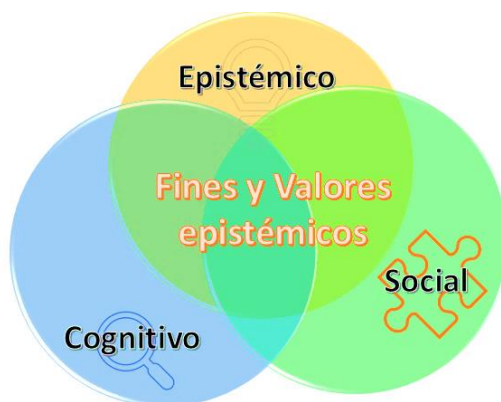 Epistémico
Fines y Valores
epistémicos
Social
Cognitivo